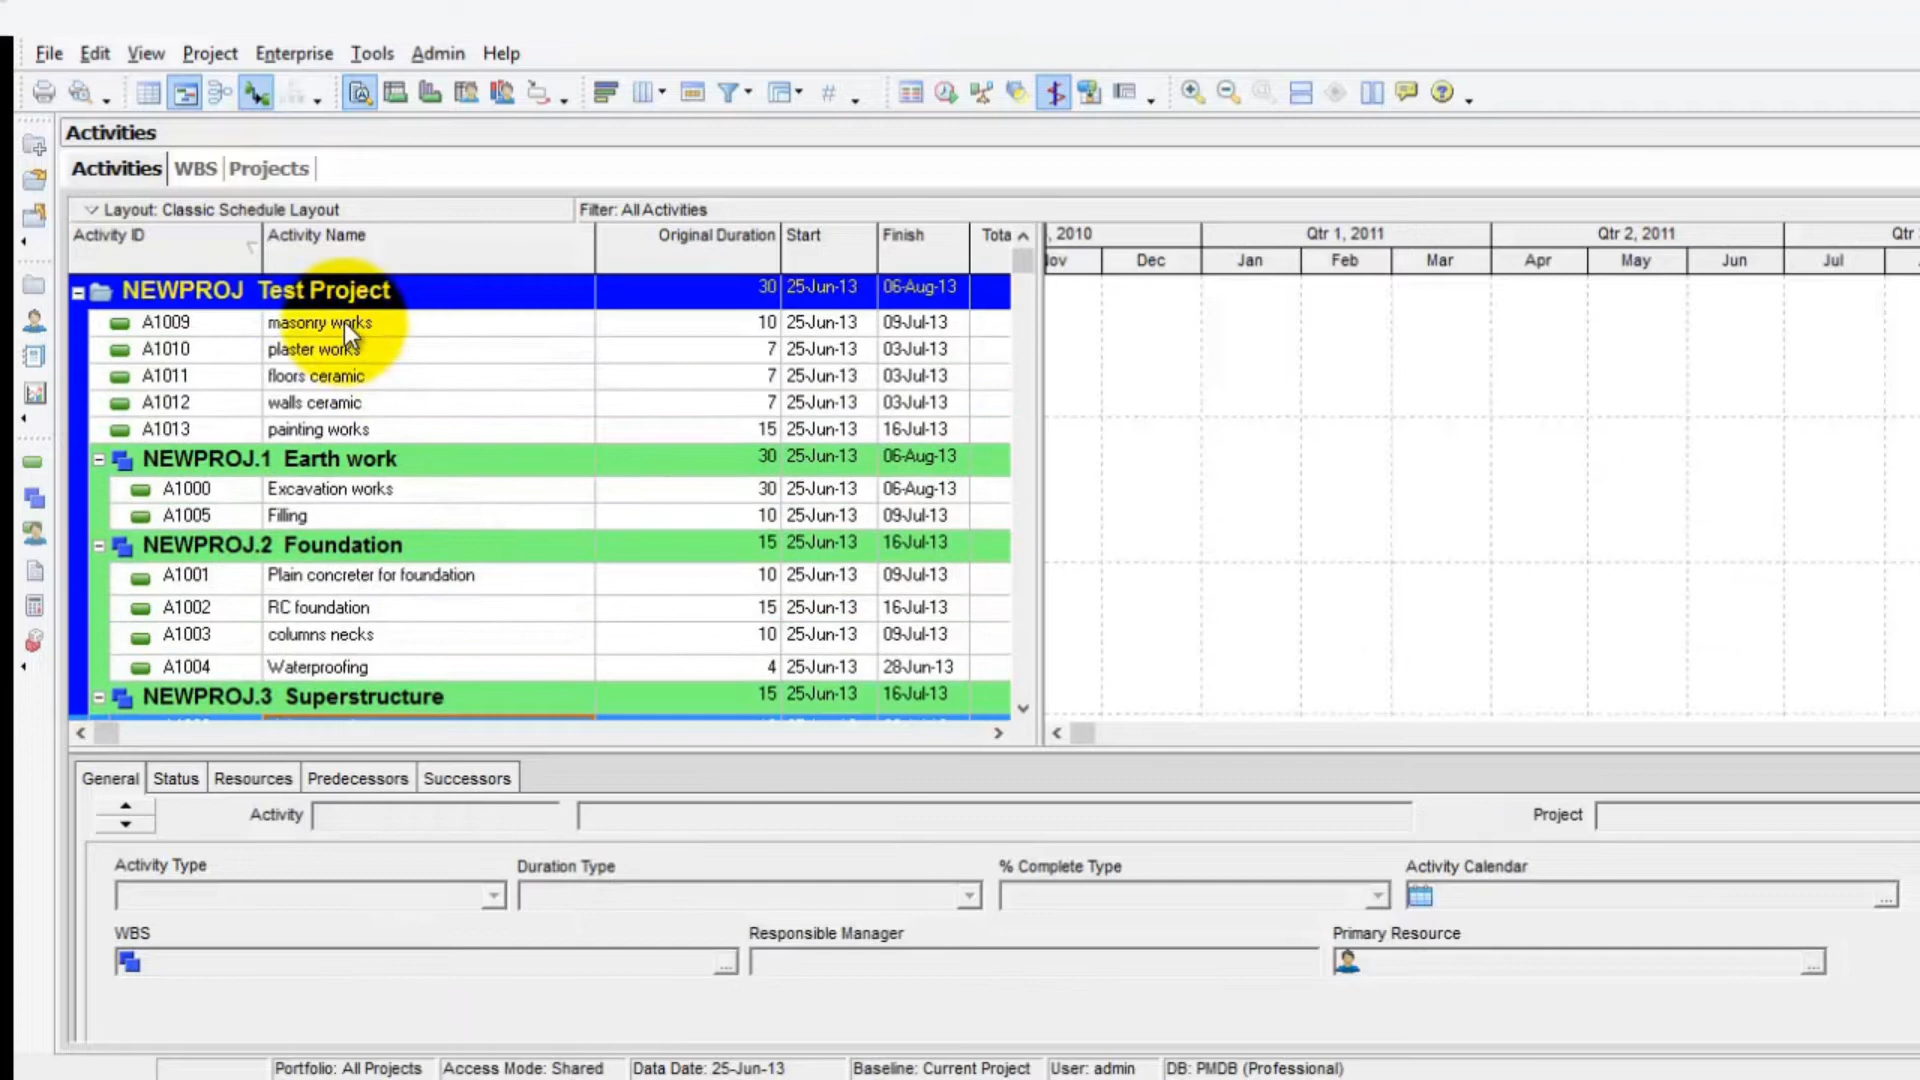 File Edit View Project Enterprise Tools Admin Help
Activities
Activities WBS Projects
Layout: Classic Schedule Layout Filter: All Activities
Activity ID Activity Name Original Duration Start Finish Tota , 2010 Qtr 1, 2011 Qtr 2, 2011 Qtr
lov Dec Jan Feb Mar Apr May Jun Jul
NEWPROJ Test Project 30 25-Jun-13 06-Aug-13
A1009 masonry works 10 25-Jun-13 09-Jul-13
A1010 plaster works 7 25-Jun-13 03-Jul-13
A1011 floors ceramic 7 25-Jun-13 03-Jul-13
A1012 walls ceramic 7 25-Jun-13 03-Jul-13
A1013 painting works 15 25-Jun-13 16-Jul-13
NEWPROJ.1 Earth work 30 25-Jun-13 06-Aug-13
A1000 Excavation works 30 25-Jun-13 06-Aug-13
A1005 Filling 10 25-Jun-13 09-Jul-13
NEWPROJ.2 Foundation 15 25-Jun-13 16-Jul-13
A1001 Plain concreter for foundation 10 25-Jun-13 09-Jul-13
A1002 RC foundation 15 25-Jun-13 16-Jul-13
A1003 columns necks 10 25-Jun-13 09-Jul-13
A1004 Waterproofing 4 25-Jun-13 28-Jun-13
NEWPROJ.3 Superstructure 15 25-Jun-13 16-Jul-13
General Status Resources Predecessors Successors
Activity Project
Activity Type Duration Type % Complete Type Activity Calendar
WBS Responsible Manager Primary Resource
Portfolio: All Projects Access Mode: Shared Data Date: 25-Jun-13 Baseline: Current Project User: admin DB: PMDB (Professional)